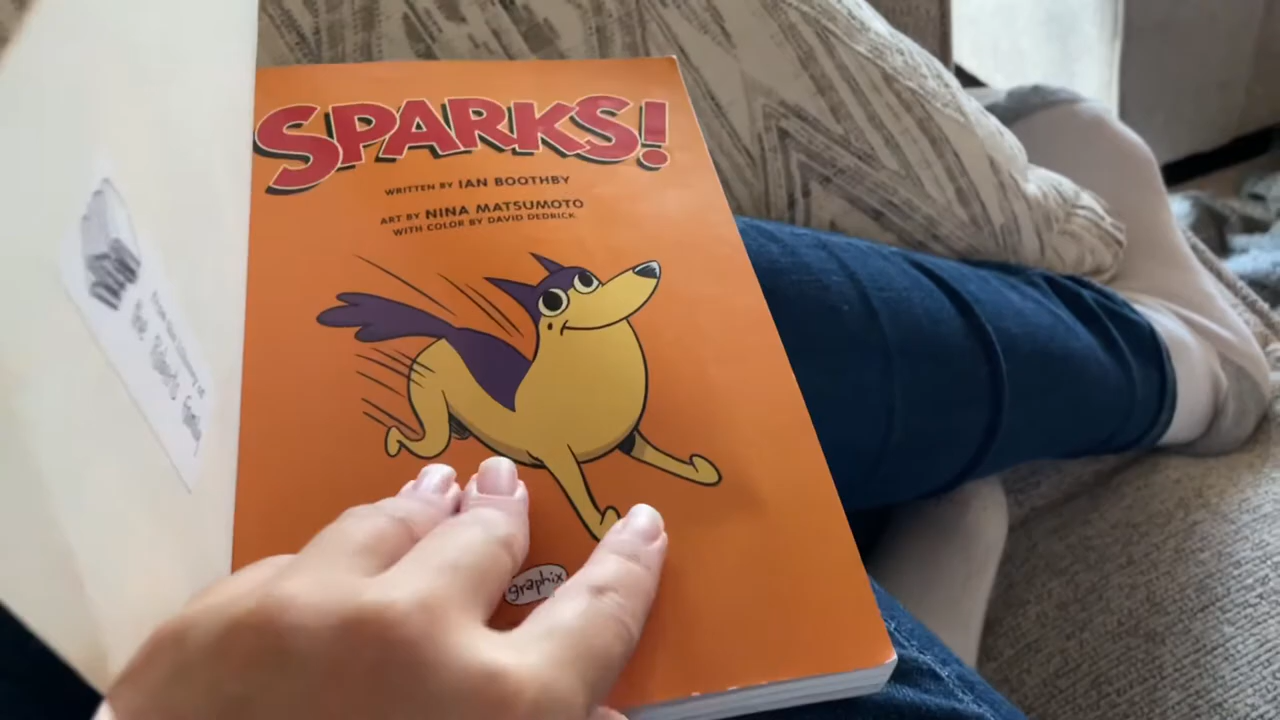 SPARKS!
WRITTEN BY IAN BOOTHBY
ART BY NINA MATSUMOTO
WITH COLOR BY DAVID DEDRICK
graphix